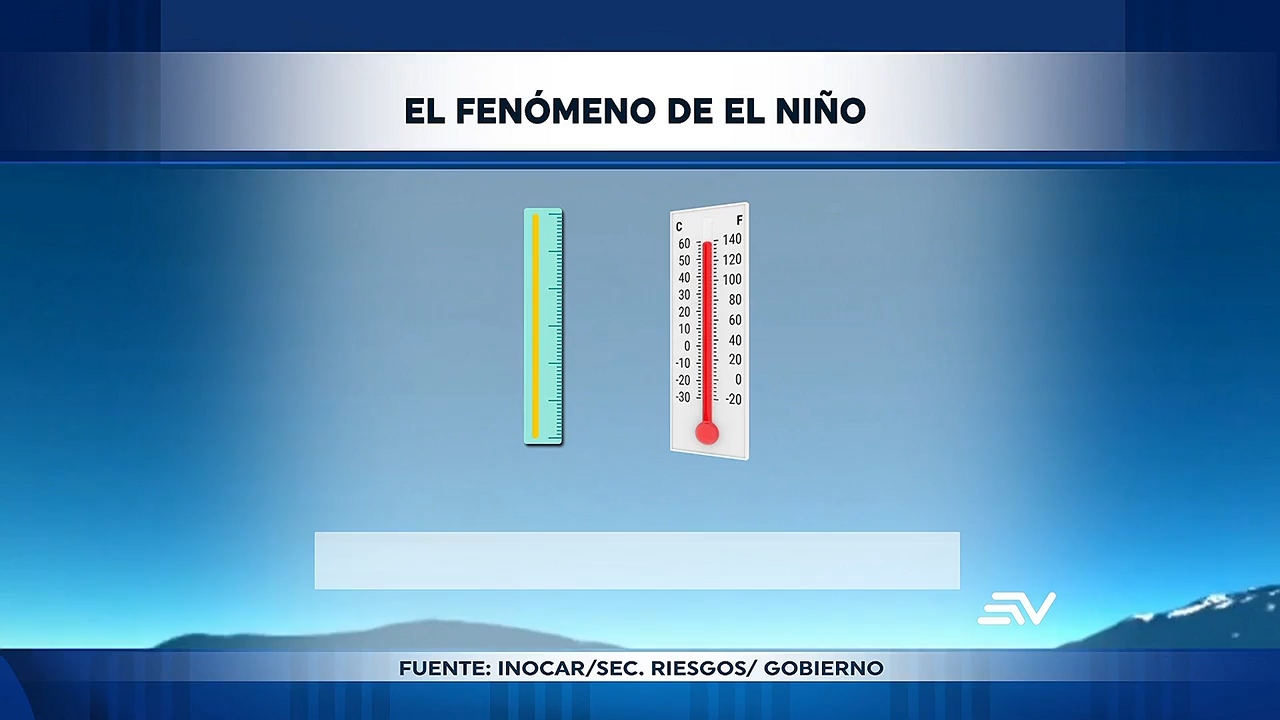 EL FENÓMENO DE EL NIÑO
C F
60 140
50 120
40 100
30 80
20 60
10 40
0 20
-10 0
-20 -20
-30
EV
FUENTE: INOCAR/SEC. RIESGOS/ GOBIERNO